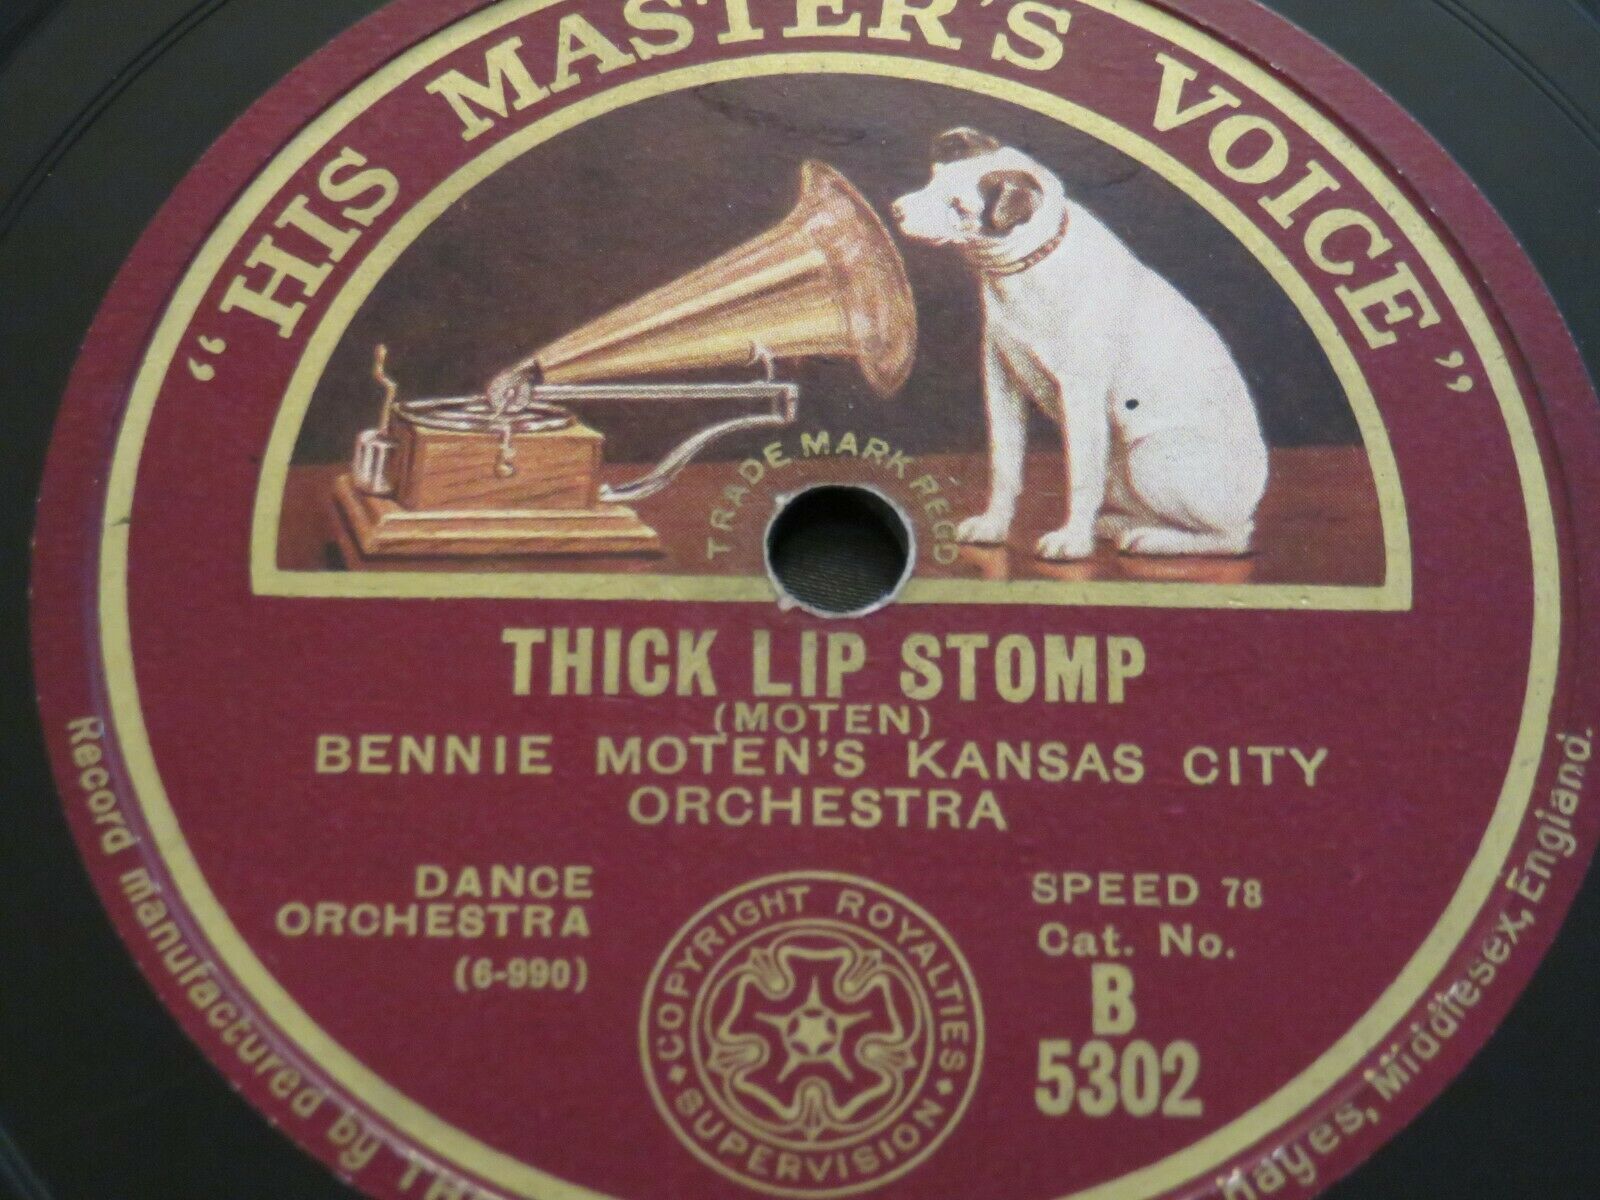 "HIS MASTER'S VOICE"
TRADE MARK REGD
THICK LIP STOMP
(MOTEN)
BENNIE MOTEN'S KANSAS CITY
ORCHESTRA
DANCE
ORCHESTRA
(6-990)
SPEED 78
Cat. No.
B
5302
COPYRIGHT ROYALTIES
SUPERVISION
Record manufactured by
Hayes, Middlesex, England.